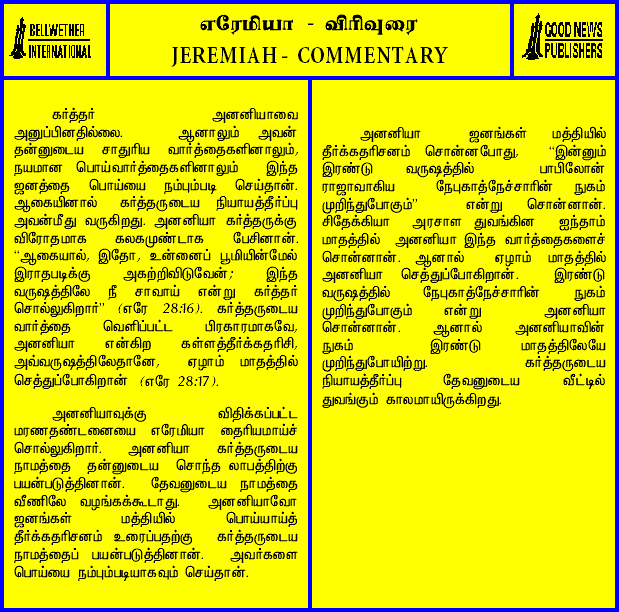 BELLWETHER
INTERNATIONAL
எரேமியா - விரிவுரை
JEREMIAH - COMMENTARY
GOOD NEWS
PUBLISHERS
கர்த்தர் அனனியாவை
அனுப்பினதில்லை. ஆனாலும் அவன்
தன்னுடைய சாதுரிய வார்த்தைகளினாலும்,
நயமான பொய்வார்த்தைகளினாலும் இந்த
ஜனத்தை பொய்யை நம்பும்படி செய்தான்.
ஆகையினால் கர்த்தருடைய நியாயத்தீர்ப்பு
அவன்மீது வருகிறது. அனனியா கர்த்தருக்கு
விரோதமாக கலகமுண்டாக பேசினான்.
“ஆகையால், இதோ, உன்னைப் பூமியின்மேல்
இராதபடிக்கு அகற்றிவிடுவேன்; இந்த
வருஷத்திலே நீ சாவாய் என்று கர்த்தர்
சொல்லுகிறார்” (எரே 28:16). கர்த்தருடைய
வார்த்தை வெளிப்பட்ட பிரகாரமாகவே,
அனனியா என்கிற கள்ளத்தீர்க்கதரிசி,
அவ்வருஷத்திலேதானே, ஏழாம் மாதத்தில்
செத்துப்போகிறான் (எரே 28:17).
அனனியாவுக்கு விதிக்கப்பட்ட
மரணதண்டனையை எரேமியா தைரியமாய்ச்
சொல்லுகிறார். அனனியா கர்த்தருடைய
நாமத்தை தன்னுடைய சொந்த லாபத்திற்கு
பயன்படுத்தினான். தேவனுடைய நாமத்தை
வீணிலே வழங்கக்கூடாது. அனனியாவோ
ஜனங்கள் மத்தியில் பொய்யாய்த்
தீர்க்கதரிசனம் உரைப்பதற்கு கர்த்தருடைய
நாமத்தைப் பயன்படுத்தினான். அவர்களை
பொய்யை நம்பும்படியாகவும் செய்தான்.
அனனியா ஜனங்கள் மத்தியில்
தீர்க்கதரிசனம் சொன்னபோது, “இன்னும்
இரண்டு வருஷத்தில் பாபிலோன்
ராஜாவாகிய நேபுகாத்நேச்சாரின் நுகம்
முறிந்துபோகும்” என்று சொன்னான்.
சிதேக்கியா அரசாள துவங்கின ஐந்தாம்
மாதத்தில் அனனியா இந்த வார்த்தைகளைச்
சொன்னான். ஆனால் ஏழாம் மாதத்தில்
அனனியா செத்துப்போகிறான். இரண்டு
வருஷத்தில் நேபுகாத்நேச்சாரின் நுகம்
முறிந்துபோகும் என்று அனனியா
சொன்னான். ஆனால் அனனியாவின்
நுகம் இரண்டு மாதத்திலேயே
முறிந்துபோயிற்று. கர்த்தருடைய
நியாயத்தீர்ப்பு தேவனுடைய வீட்டில்
துவங்கும் காலமாயிருக்கிறது.